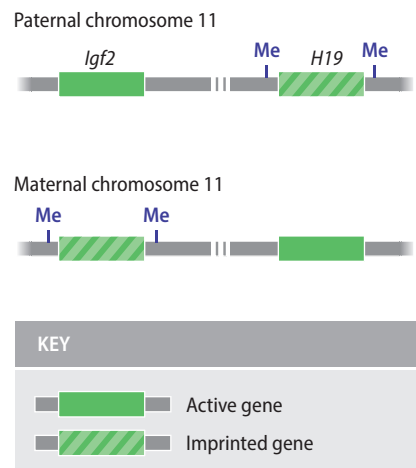 Paternal chromosome 11
Igf2 Me H19 Me
Maternal chromosome 11
Me Me
KEY
Active gene
Imprinted gene